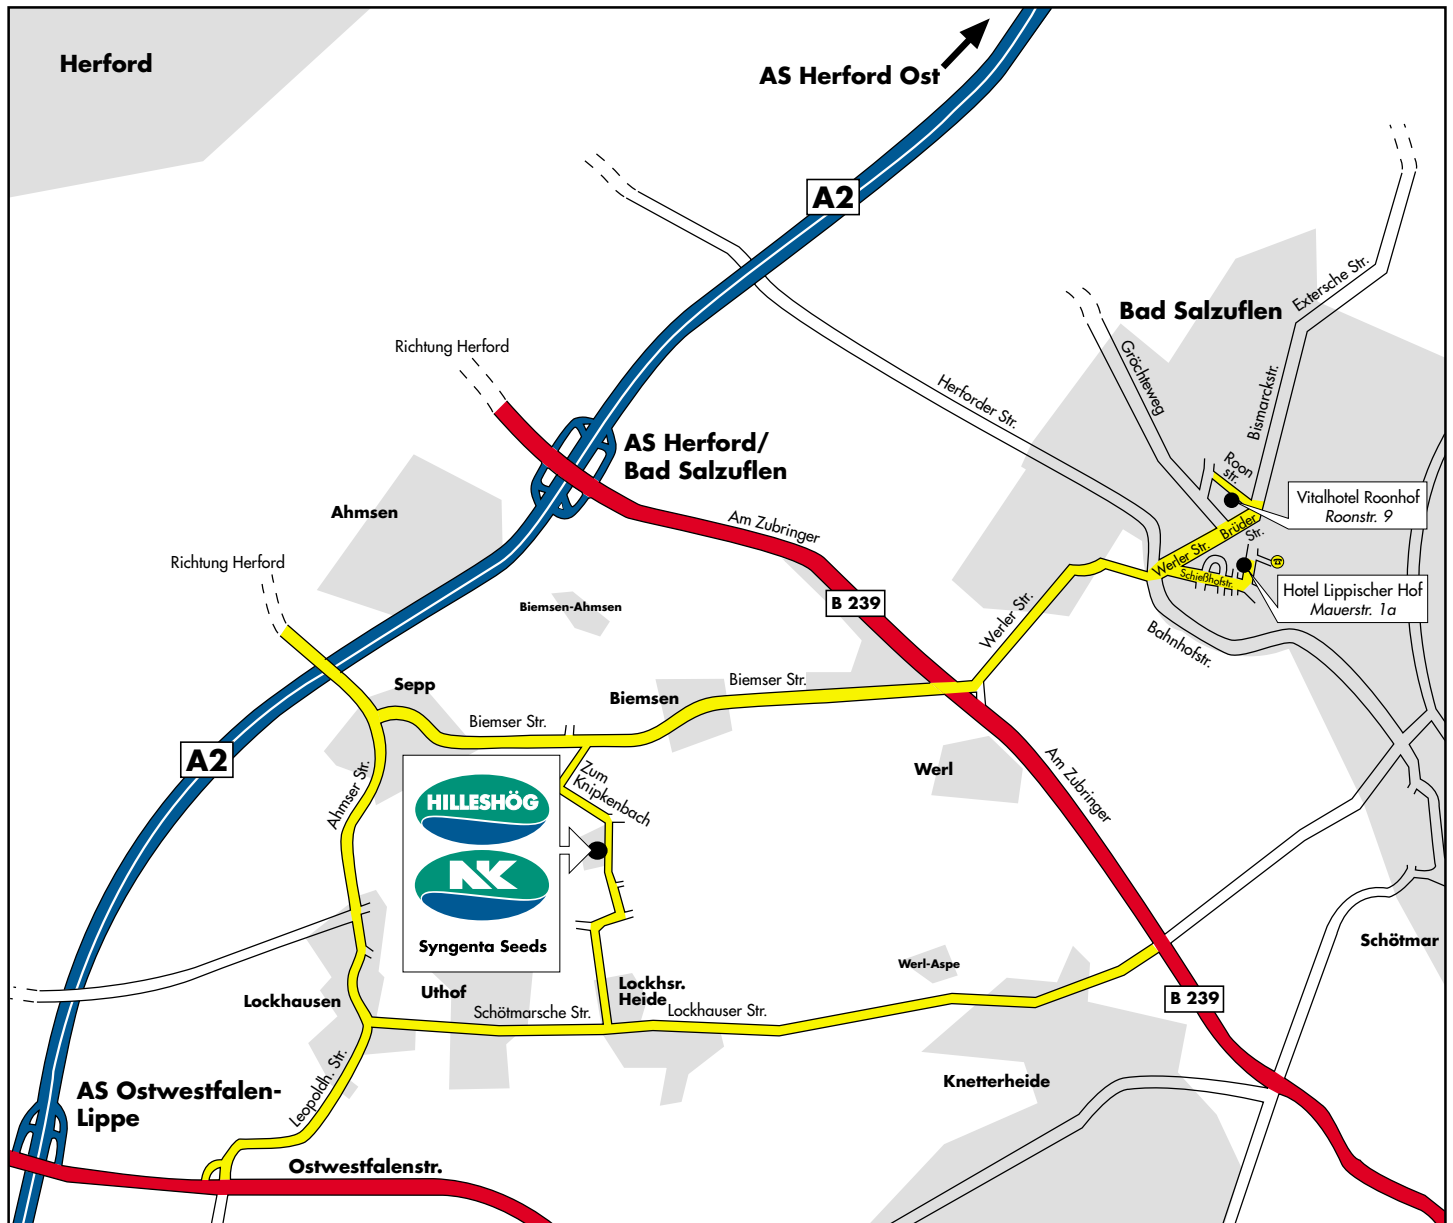 Herford
AS Herford Ost
A2
Bad Salzuflen
Extersche Str.
Richtung Herford
Gröchteweg
Herforder Str.
Bismarckstr.
AS Herford/
Bad Salzuflen
Roon
str.
Vitalhotel Roonhof
Roonstr. 9
Ahmsen
Am Zubringer
Brüder
Str.
Werler Str.
Richtung Herford
Schießhofstr.
Hotel Lippischer Hof
Mauerstr. 1a
B 239
Biemsen-Ahmsen
Werler Str.
Bahnhofstr.
Sepp
Biemsen
Biemser Str.
Biemser Str.
A2
Ahmser Str.
Zum
Knipkenbach
Werl
Am Zubringer
HILLESHÖG
NK
Syngenta Seeds
Schötmar
Werl-Aspe
Lockhausen
Uthof
Lockhsr.
Heide
B 239
Schötmarsche Str.
Lockhauser Str.
Leopoldh. Str.
AS Ostwestfalen-
Lippe
Knetterheide
Ostwestfalenstr.